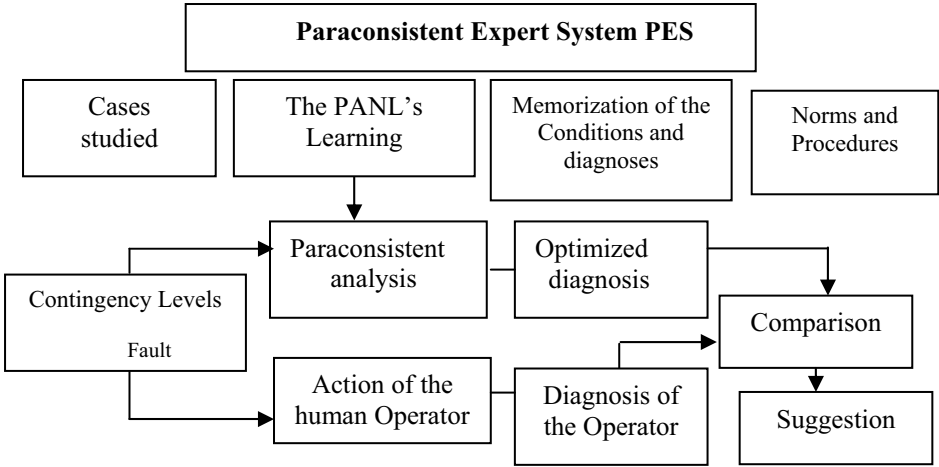 Paraconsistent Expert System PES
Cases
studied
The PANL’s
Learning
Memorization of the
Conditions and
diagnoses
Norms and
Procedures
Paraconsistent
analysis
Optimized
diagnosis
Contingency Levels
Fault
Comparison
Action of the
human Operator
Diagnosis of
the Operator
Suggestion